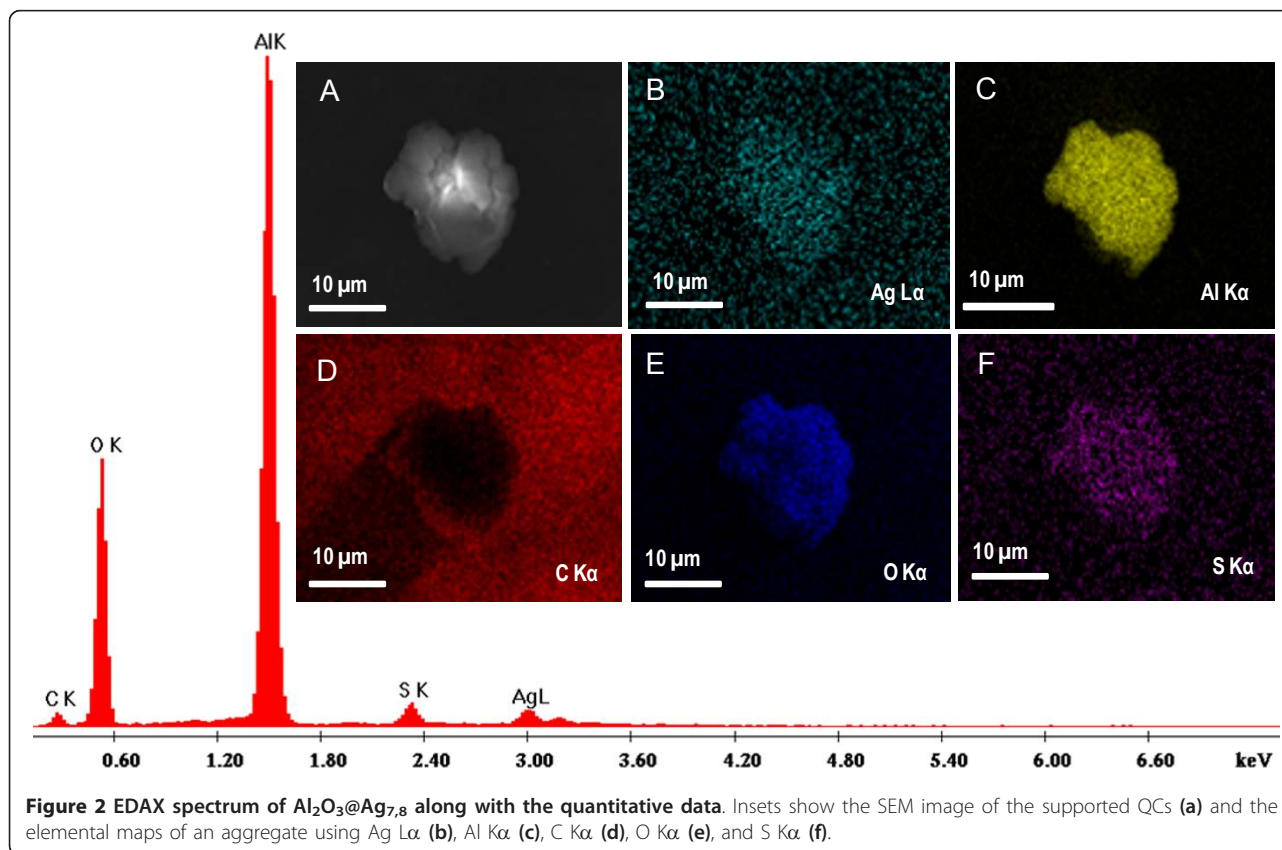 AlK
A
10 µm
B
10 µm
Ag Lα
C
10 µm
Al Kα
D
10 µm
C Kα
E
10 µm
O Kα
F
10 µm
S Kα
O K
C K
S K
AgL
0.60 1.20 1.80 2.40 3.00 3.60 4.20 4.80 5.40 6.00 6.60 keV
Figure 2 EDAX spectrum of Al₂O₃@Ag₇,₈ along with the quantitative data. Insets show the SEM image of the supported QCs (a) and the
elemental maps of an aggregate using Ag Lα (b), Al Kα (c), C Kα (d), O Kα (e), and S Kα (f).